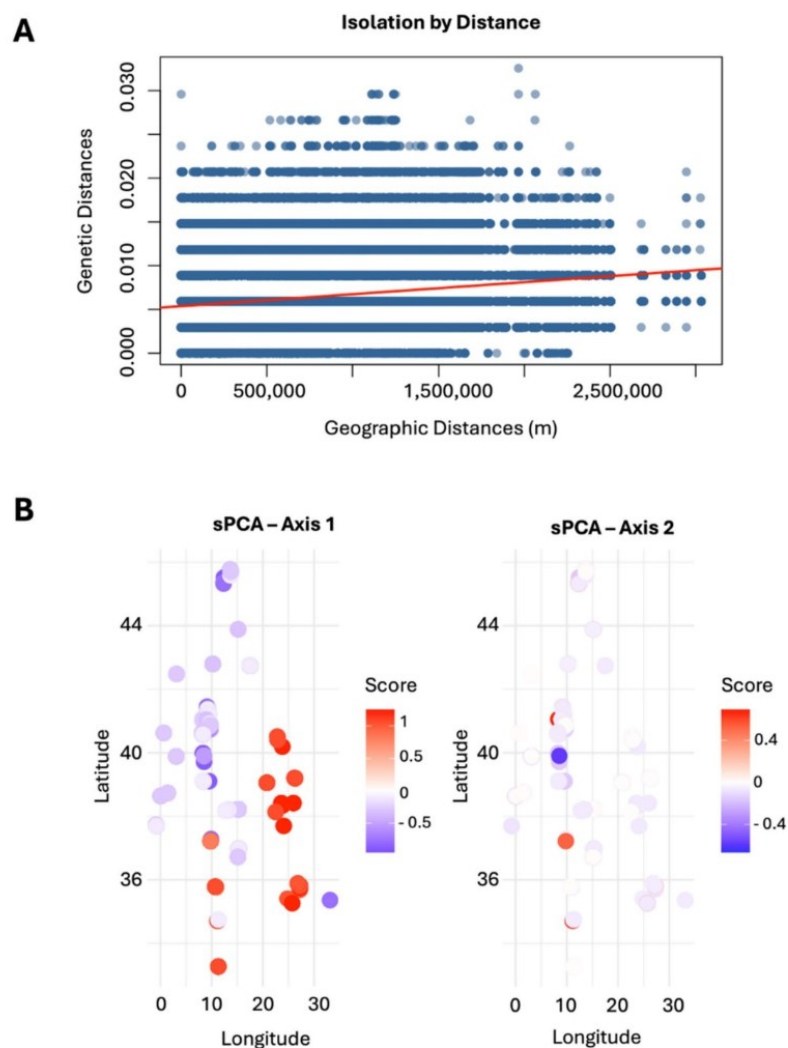 A
Isolation by Distance
Genetic Distances
0.030
0.020
0.010
0.000
0
500,000
1,500,000
2,500,000
Geographic Distances (m)
B
sPCA – Axis 1
Latitude
44
40
36
0
10
20
30
Longitude
Score
1
0.5
0
- 0.5
sPCA – Axis 2
Latitude
44
40
36
0
10
20
30
Longitude
Score
0.4
0
- 0.4